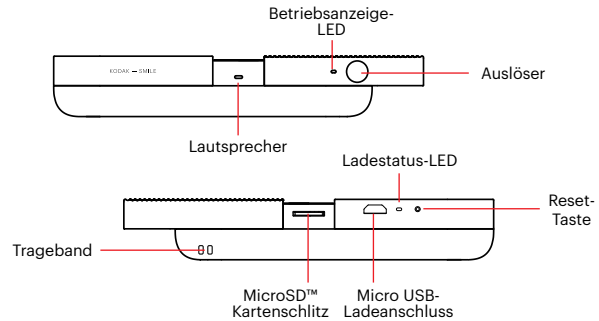 Betriebsanzeige-
LED
KODAK — SMILE
Auslöser
Lautsprecher
Ladestatus-LED
Reset-
Taste
Trageband
MicroSD™
Kartenschlitz
Micro USB-
Ladeanschluss